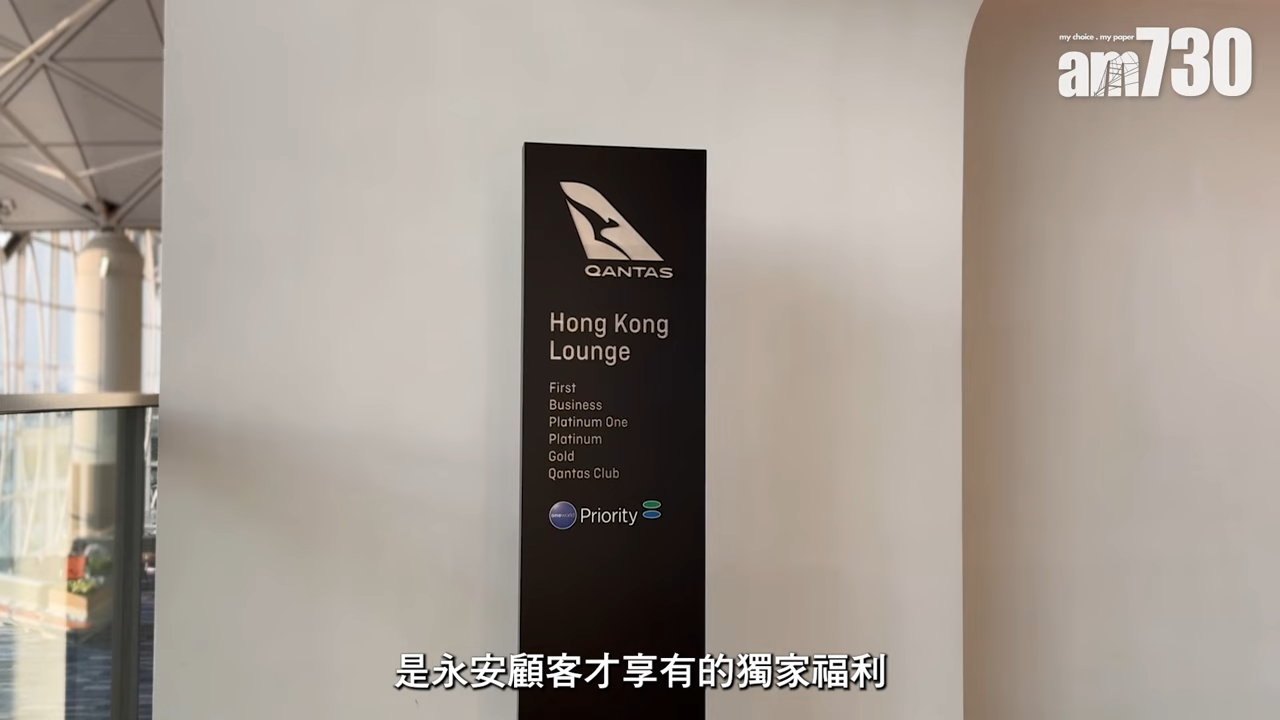 my choice . my paper
am730
QANTAS
Hong Kong
Lounge
First
Business
Platinum One
Platinum
Gold
Qantas Club
oneworld Priority
是永安顧客才享有的獨家福利